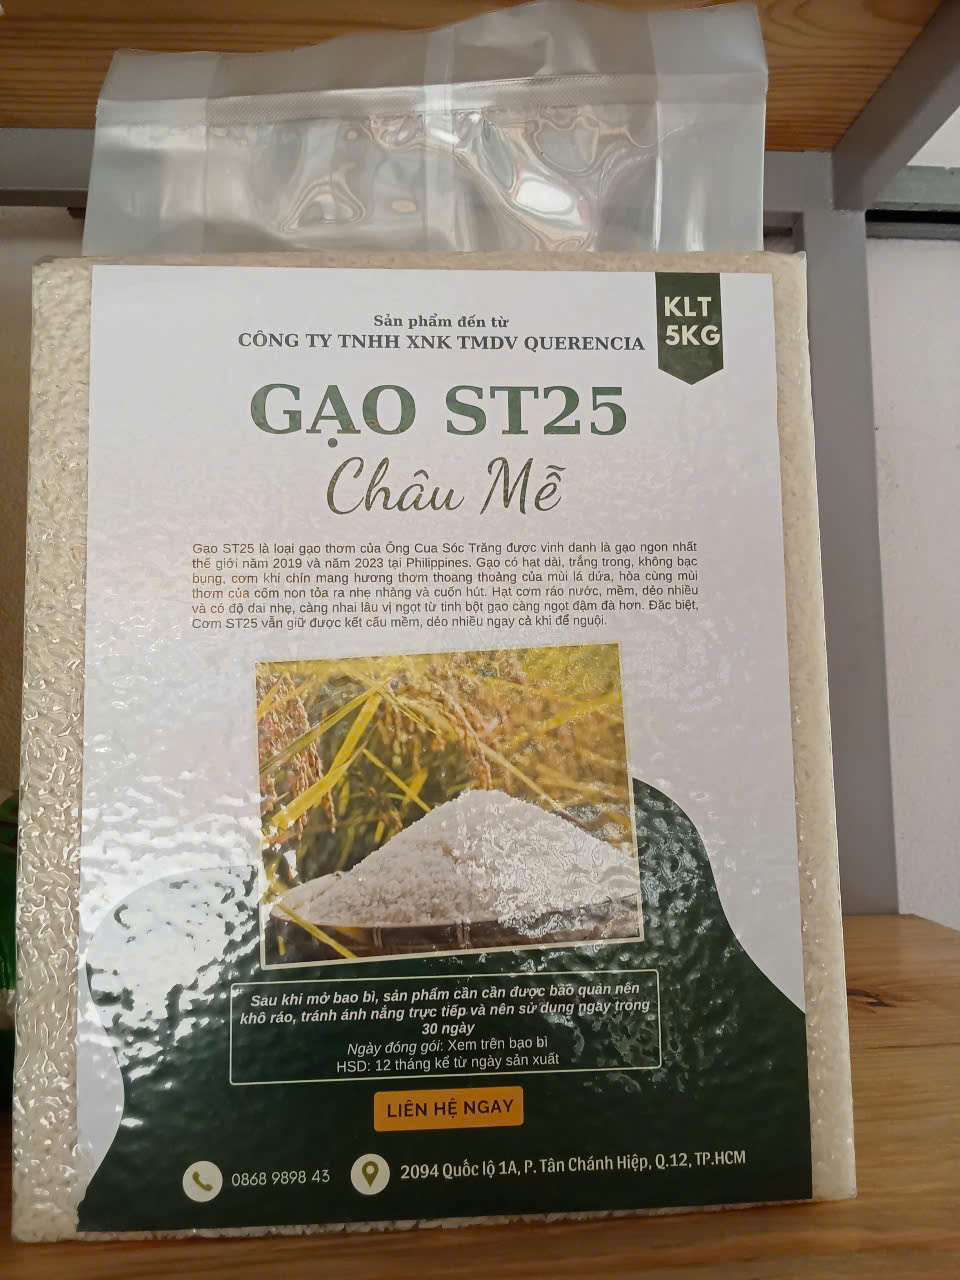 Sản phẩm đến từ
CÔNG TY TNHH XNK TMDV QUERENCIA
KLT
5KG
GẠO ST25
Châu Mễ
Gạo ST25 là loại gạo thơm của Ông Cua Sóc Trăng được vinh danh là gạo ngon nhất
thế giới năm 2019 và năm 2023 tại Philippines. Gạo có hạt dài, trắng trong, không bạc
bụng, cơm khi chín mang hương thơm thoang thoảng của mùi lá dứa, hòa cùng mùi
thơm của cốm non tỏa ra nhẹ nhàng và cuốn hút. Hạt cơm ráo nước, mềm, dẻo nhiều
và có độ dai nhẹ, càng nhai lâu vị ngọt từ tinh bột gạo càng ngọt đậm đà hơn. Đặc biệt,
Cơm ST25 vẫn giữ được kết cấu mềm, dẻo nhiều ngay cả khi để nguội.
Sau khi mở bao bì, sản phẩm cần cần được bảo quản nến
khô ráo, tránh ánh nắng trực tiếp và nên sử dụng ngay trong
30 ngày
Ngày đóng gói: Xem trên bạo bì
HSD: 12 tháng kể từ ngày sản xuất
LIÊN HỆ NGAY
0868 9898 43
2094 Quốc lộ 1A, P. Tân Chánh Hiệp, Q.12, TP.HCM